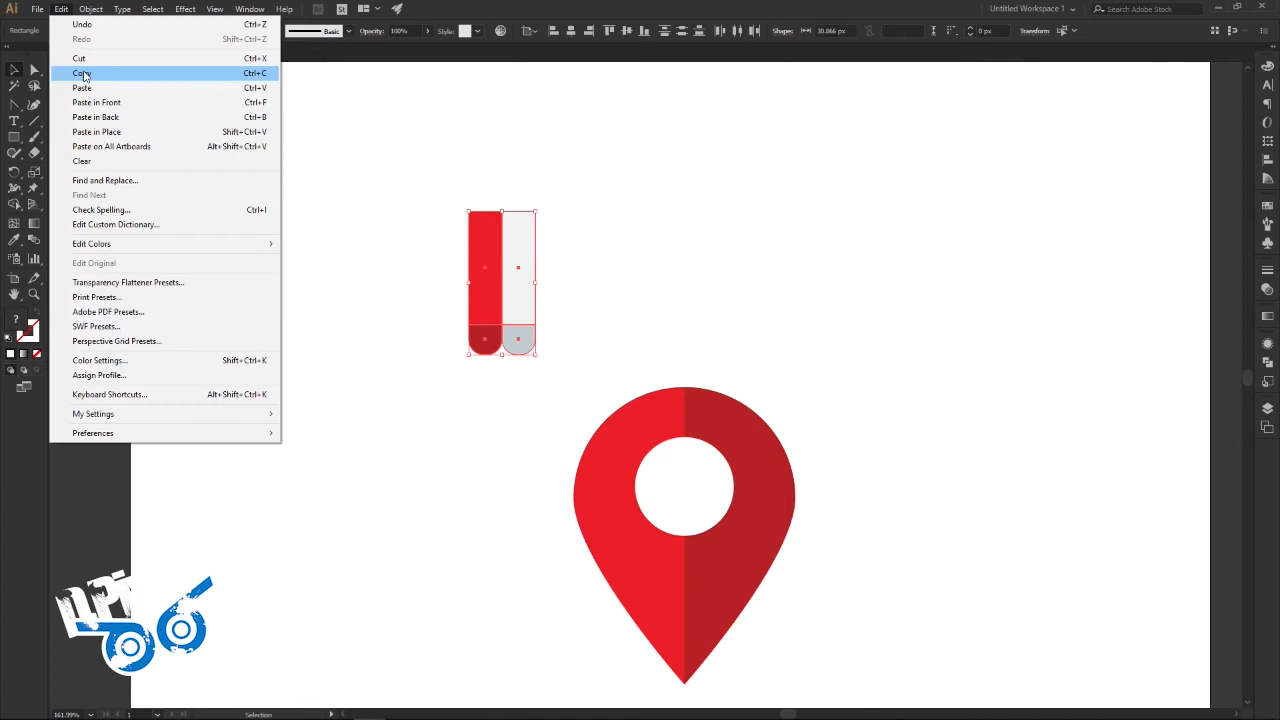 Ai File Edit Object Type Select Effect View Window Help Br St Untitled Workspace 1 Search Adobe Stock
Rectangle Basic Opacity: 100% Style: Shape: 30.866 px 0 px Transform
Undo Ctrl+Z
Redo Shift+Ctrl+Z
Cut Ctrl+X
Copy Ctrl+C
Paste Ctrl+V
Paste in Front Ctrl+F
Paste in Back Ctrl+B
Paste in Place Shift+Ctrl+V
Paste on All Artboards Alt+Shift+Ctrl+V
Clear
Find and Replace...
Find Next
Check Spelling... Ctrl+I
Edit Custom Dictionary...
Edit Colors
Edit Original
Transparency Flattener Presets...
Print Presets...
Adobe PDF Presets...
SWF Presets...
Perspective Grid Presets...
Color Settings... Shift+Ctrl+K
Assign Profile...
Keyboard Shortcuts... Alt+Shift+Ctrl+K
My Settings
Preferences
?
161.99% 1 Selection